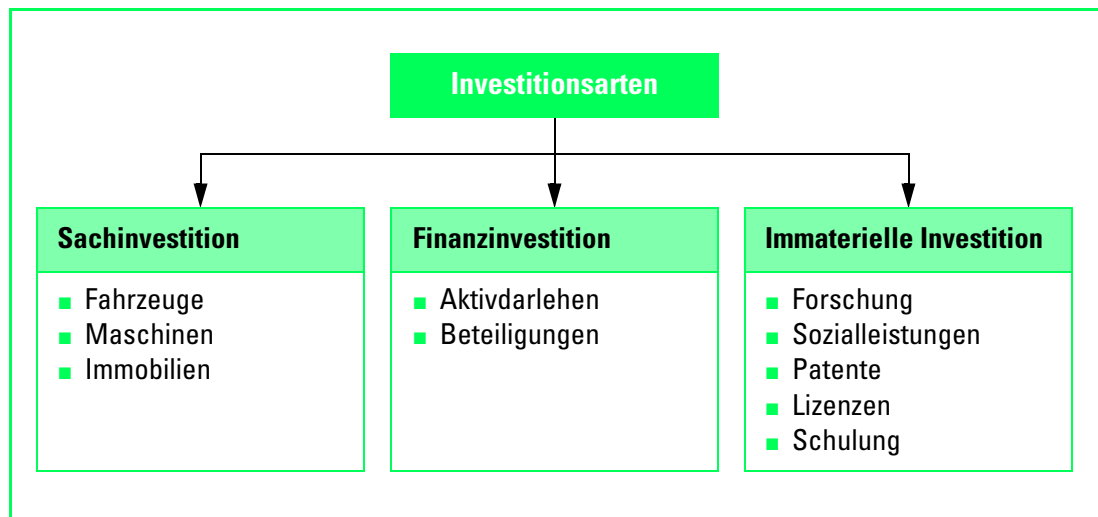 Investitionsarten
Sachinvestition
Fahrzeuge
Maschinen
Immobilien
Finanzinvestition
Aktivdarlehen
Beteiligungen
Immaterielle Investition
Forschung
Sozialleistungen
Patente
Lizenzen
Schulung